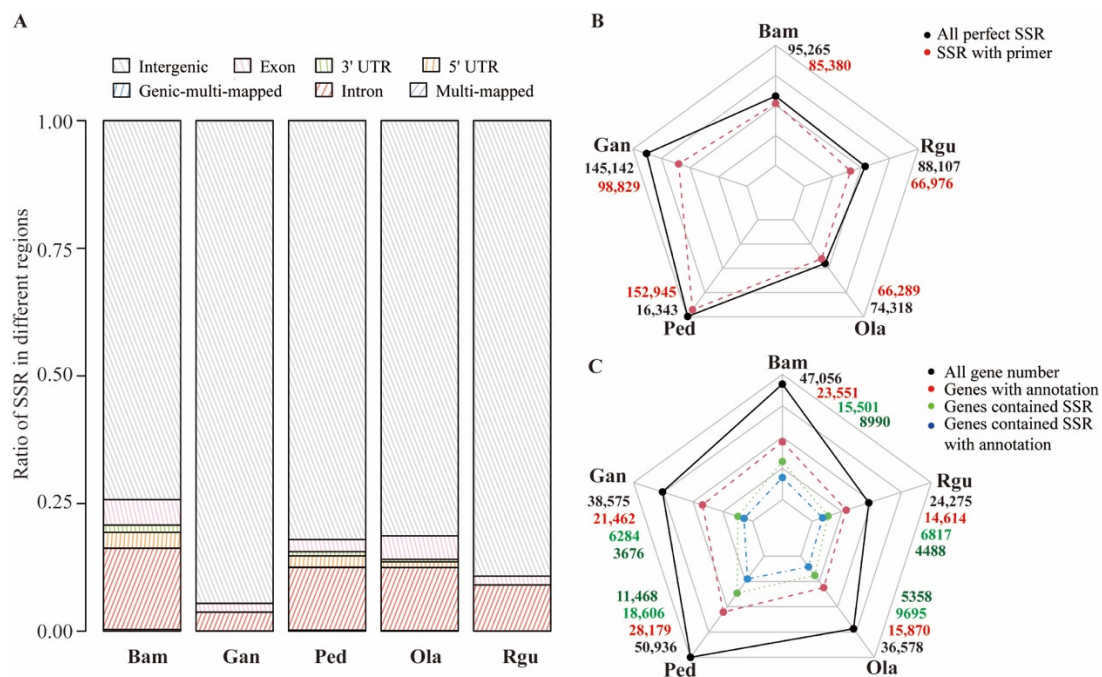 A
Intergenic Exon 3' UTR 5' UTR
Genic-multi-mapped Intron Multi-mapped
Ratio of SSR in different regions
1.00
0.75
0.50
0.25
0.00
Bam Gan Ped Ola Rgu
B
All perfect SSR
SSR with primer
Bam
95,265
85,380
Rgu
88,107
66,976
Gan
145,142
98,829
152,945
16,343
Ped
66,289
74,318
Ola
C
All gene number
Genes with annotation
Genes contained SSR
Genes contained SSR
with annotation
Bam
47,056
23,551
15,501
8990
Rgu
24,275
14,614
6817
4488
Gan
38,575
21,462
6284
3676
11,468
18,606
28,179
50,936
Ped
5358
9695
15,870
36,578
Ola